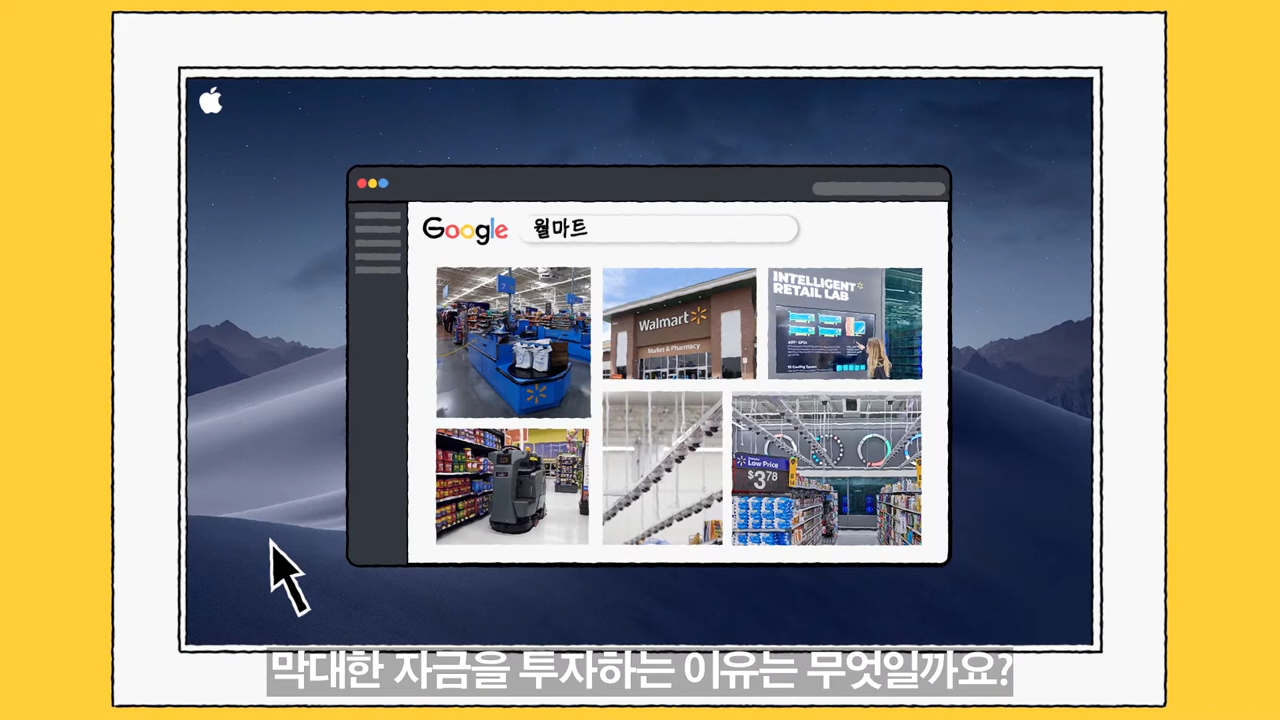 Google 월마트
7
Walmart
Market & Pharmacy
INTELLIGENT
RETAIL LAB
Low Price
$3.78
막대한 자금을 투자하는 이유는 무엇일까요?